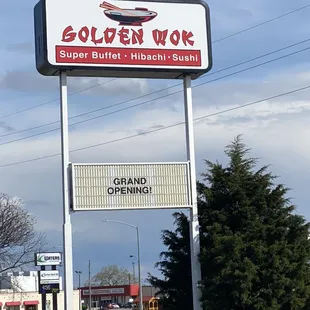 GOLDEN WOK
Super Buffet · Hibachi · Sushi
GRAND
OPENING!